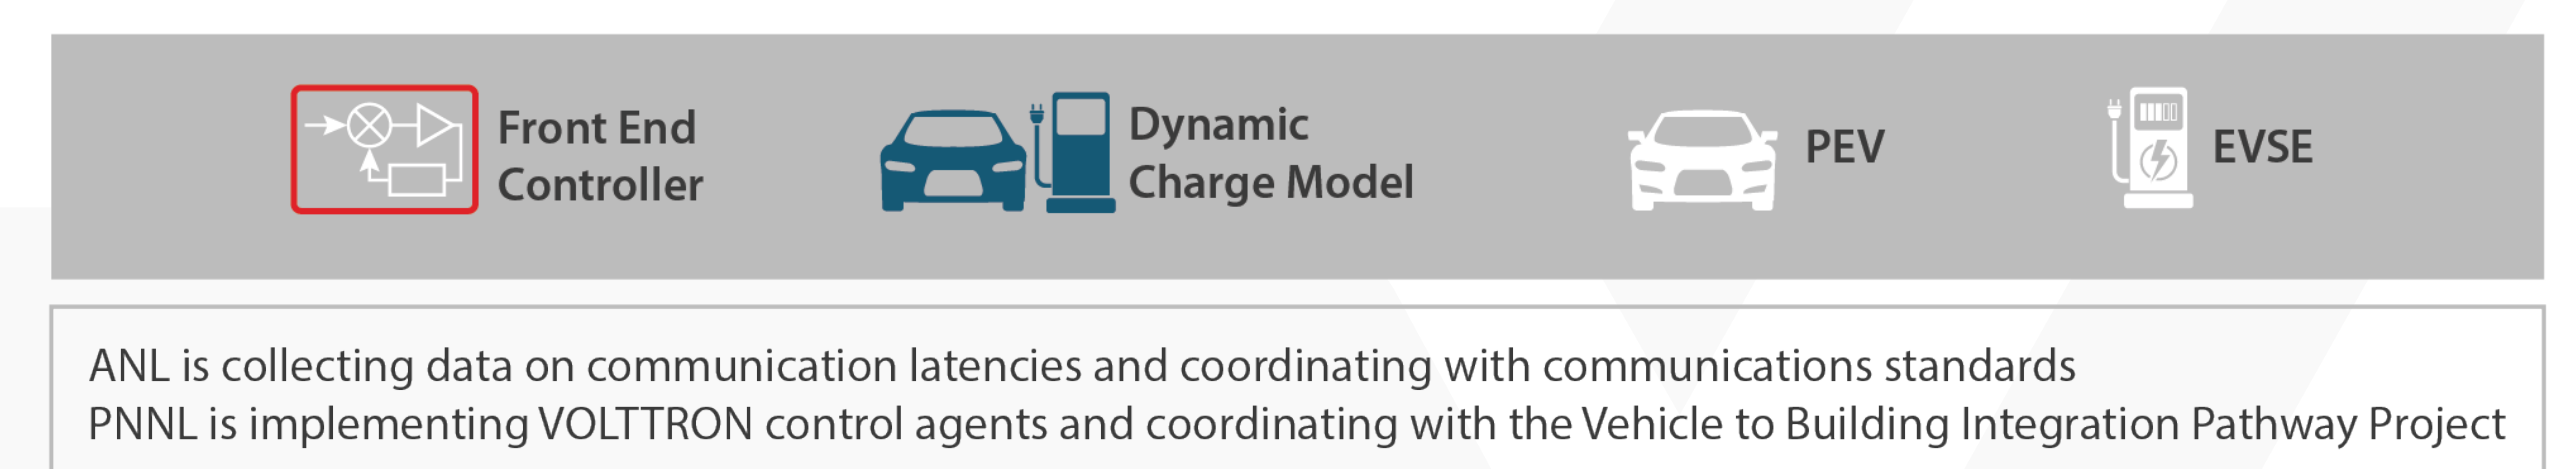 Front End
Controller
Dynamic
Charge Model
PEV
EVSE
ANL is collecting data on communication latencies and coordinating with communications standards
PNNL is implementing VOLTTRON control agents and coordinating with the Vehicle to Building Integration Pathway Project